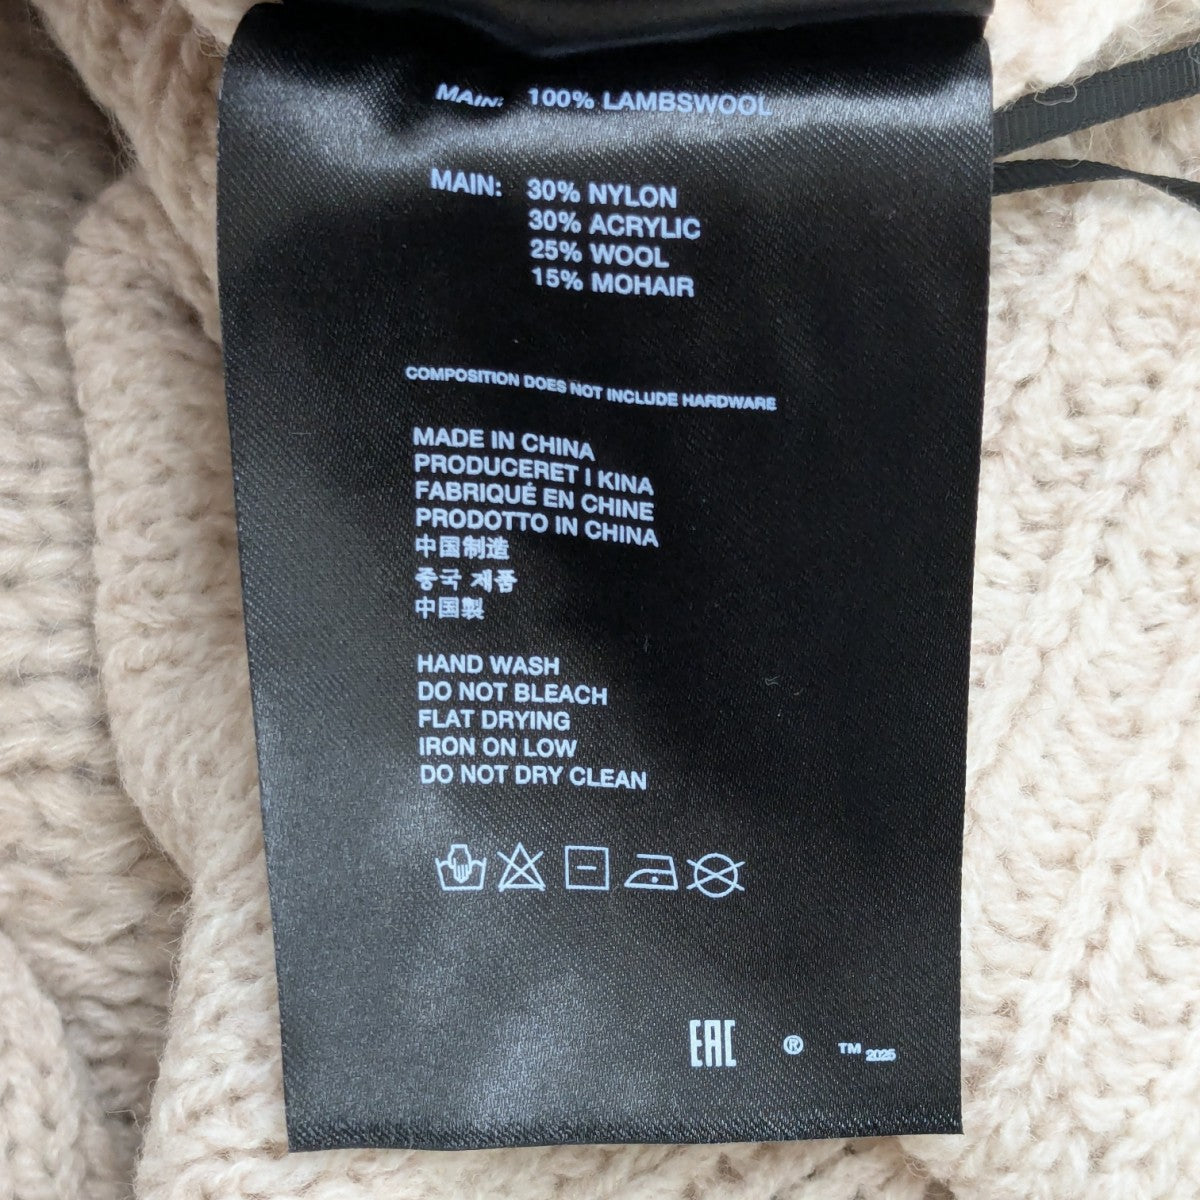 MAIN: 100% LAMBSWOOL
MAIN: 30% NYLON
30% ACRYLIC
25% WOOL
15% MOHAIR
COMPOSITION DOES NOT INCLUDE HARDWARE
MADE IN CHINA
PRODUCERET I KINA
FABRIQUÉ EN CHINE
PRODOTTO IN CHINA
中国制造
중국 제품
中国製
HAND WASH
DO NOT BLEACH
FLAT DRYING
IRON ON LOW
DO NOT DRY CLEAN
EAC ® TM 2025